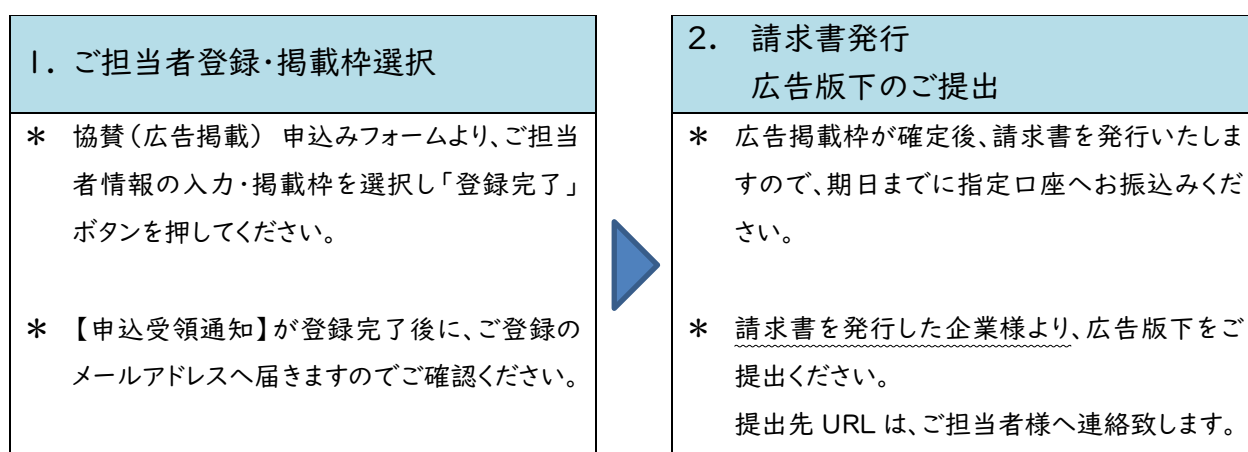 1. ご担当者登録・掲載枠選択
＊ 協賛(広告掲載) 申込みフォームより、ご担当
者情報の入力・掲載枠を選択し「登録完了」
ボタンを押してください。
＊ 【申込受領通知】が登録完了後に、ご登録の
メールアドレスへ届きますのでご確認ください。
2. 請求書発行
広告版下のご提出
＊ 広告掲載枠が確定後、請求書を発行いたしま
すので、期日までに指定口座へお振込みくだ
さい。
＊ 請求書を発行した企業様より、広告版下をご
提出ください。
提出先 URL は、ご担当者様へ連絡致します。